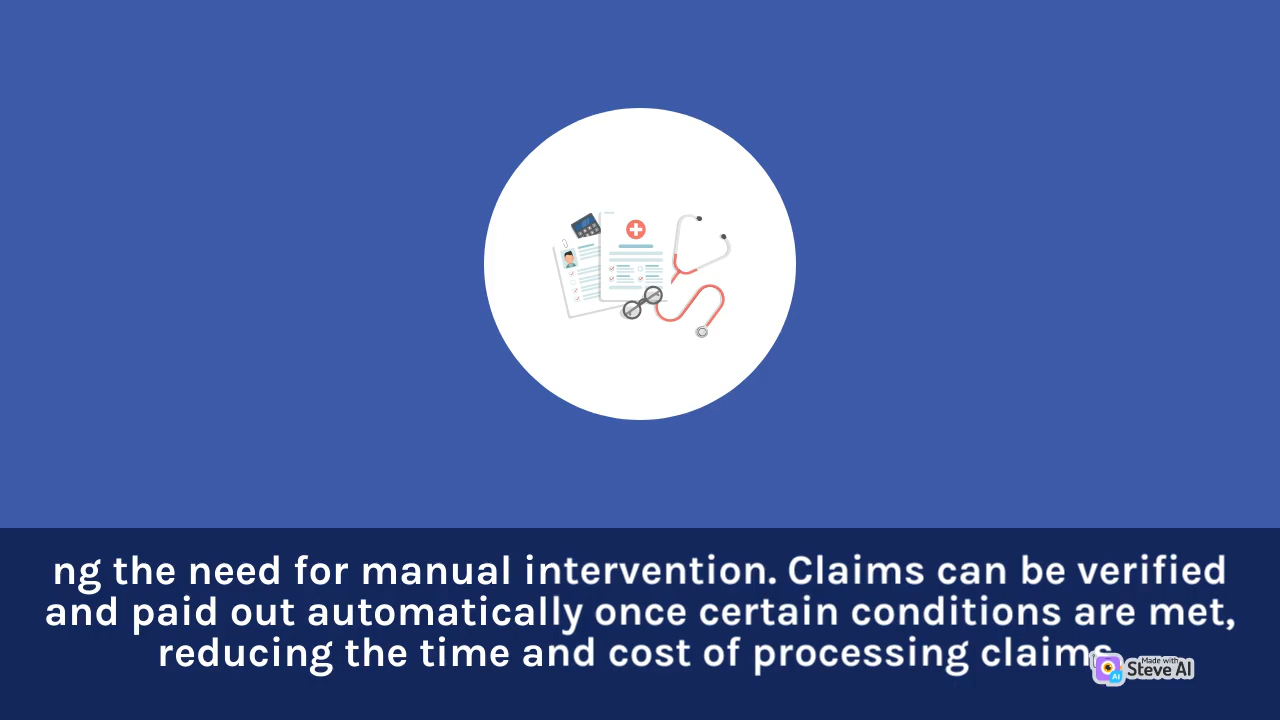 ng the need for manual intervention. Claims can be verified
and paid out automatically once certain conditions are met,
reducing the time and cost of processing claims
Made with
Steve AI
AI